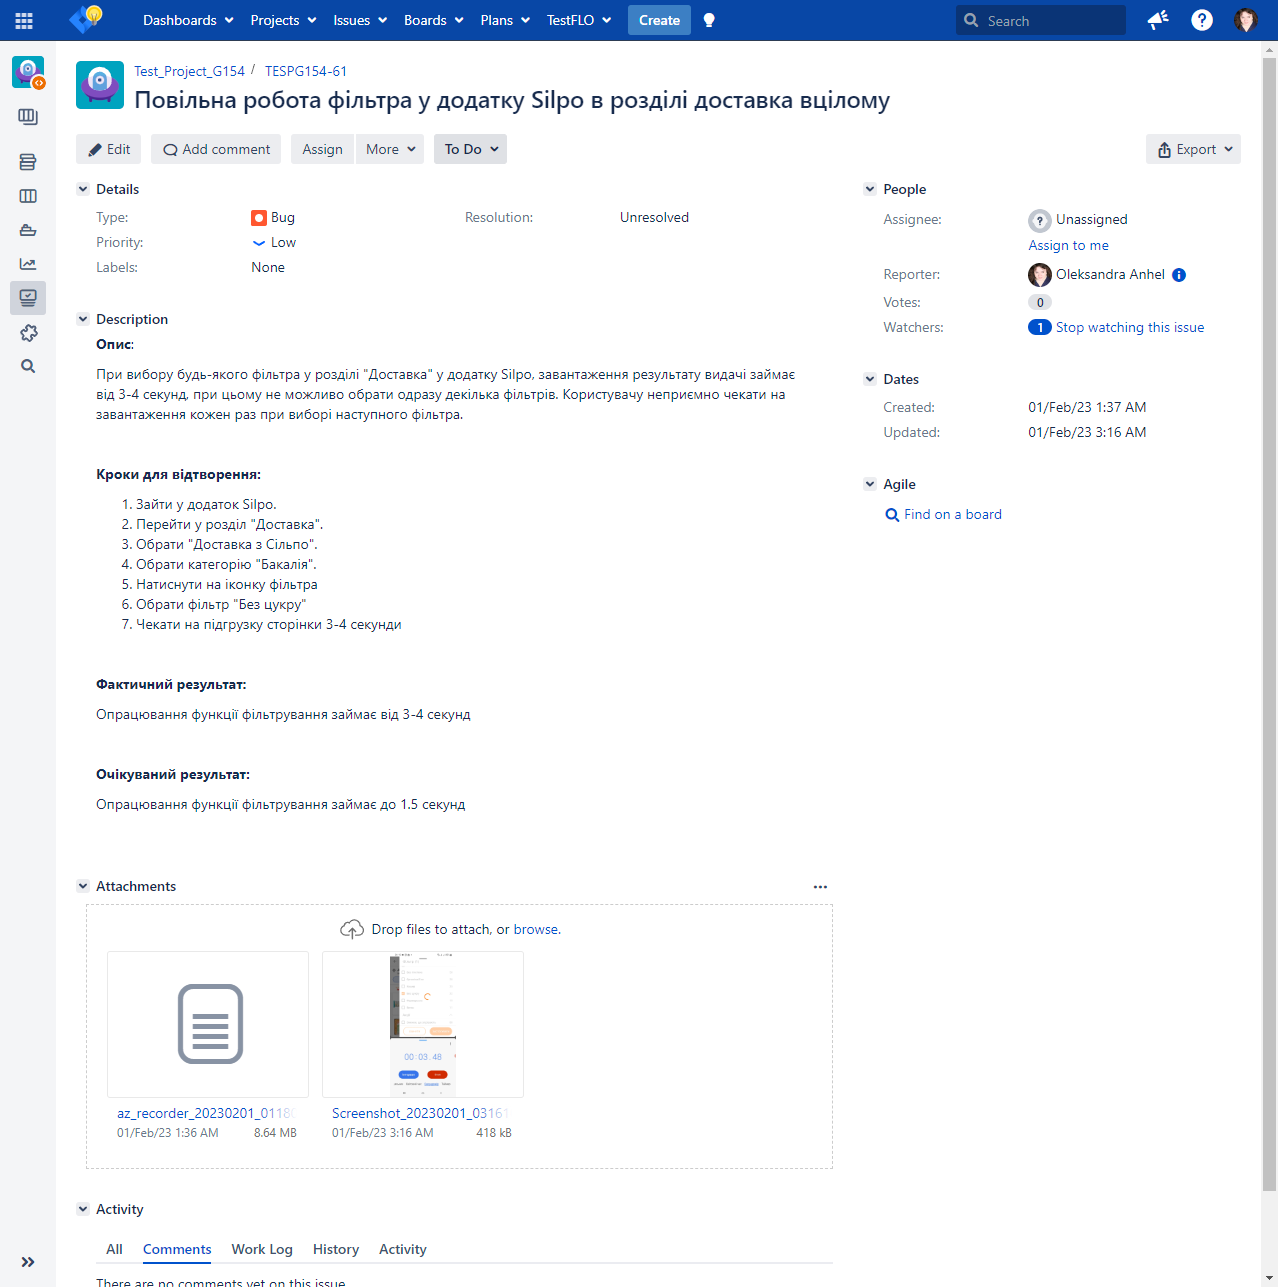 Dashboards Projects Issues Boards Plans TestFLO Create Search
Test_Project_G154 / TESPG154-61
Повільна робота фільтра у додатку Silpo в розділі доставка вцілому
Edit Add comment Assign More To Do Export
Details
Type: Bug Resolution: Unresolved
Priority: Low
Labels: None
Description
Опис:
При вибору будь-якого фільтра у розділі "Доставка" у додатку Silpo, завантаження результату видачі займає
від 3-4 секунд, при цьому не можливо обрати одразу декілька фільтрів. Користувачу неприємно чекати на
завантаження кожен раз при виборі наступного фільтра.
Кроки для відтворення:
1. Зайти у додаток Silpo.
2. Перейти у розділ "Доставка".
3. Обрати "Доставка з Сільпо".
4. Обрати категорію "Бакалія".
5. Натиснути на іконку фільтра
6. Обрати фільтр "Без цукру"
7. Чекати на підгрузку сторінки 3-4 секунди
Фактичний результат:
Опрацювання функції фільтрування займає від 3-4 секунд
Очікуваний результат:
Опрацювання функції фільтрування займає до 1.5 секунд
Attachments
Drop files to attach, or browse.
00:03.48
az_recorder_20230201_0118
01/Feb/23 1:36 AM 8.64 MB
Screenshot_20230201_03161
01/Feb/23 3:16 AM 418 kB
Activity
All Comments Work Log History Activity
There are no comments yet on this issue.
People
Assignee: Unassigned
Assign to me
Reporter: Oleksandra Anhel
Votes: 0
Watchers: 1 Stop watching this issue
Dates
Created: 01/Feb/23 1:37 AM
Updated: 01/Feb/23 3:16 AM
Agile
Find on a board